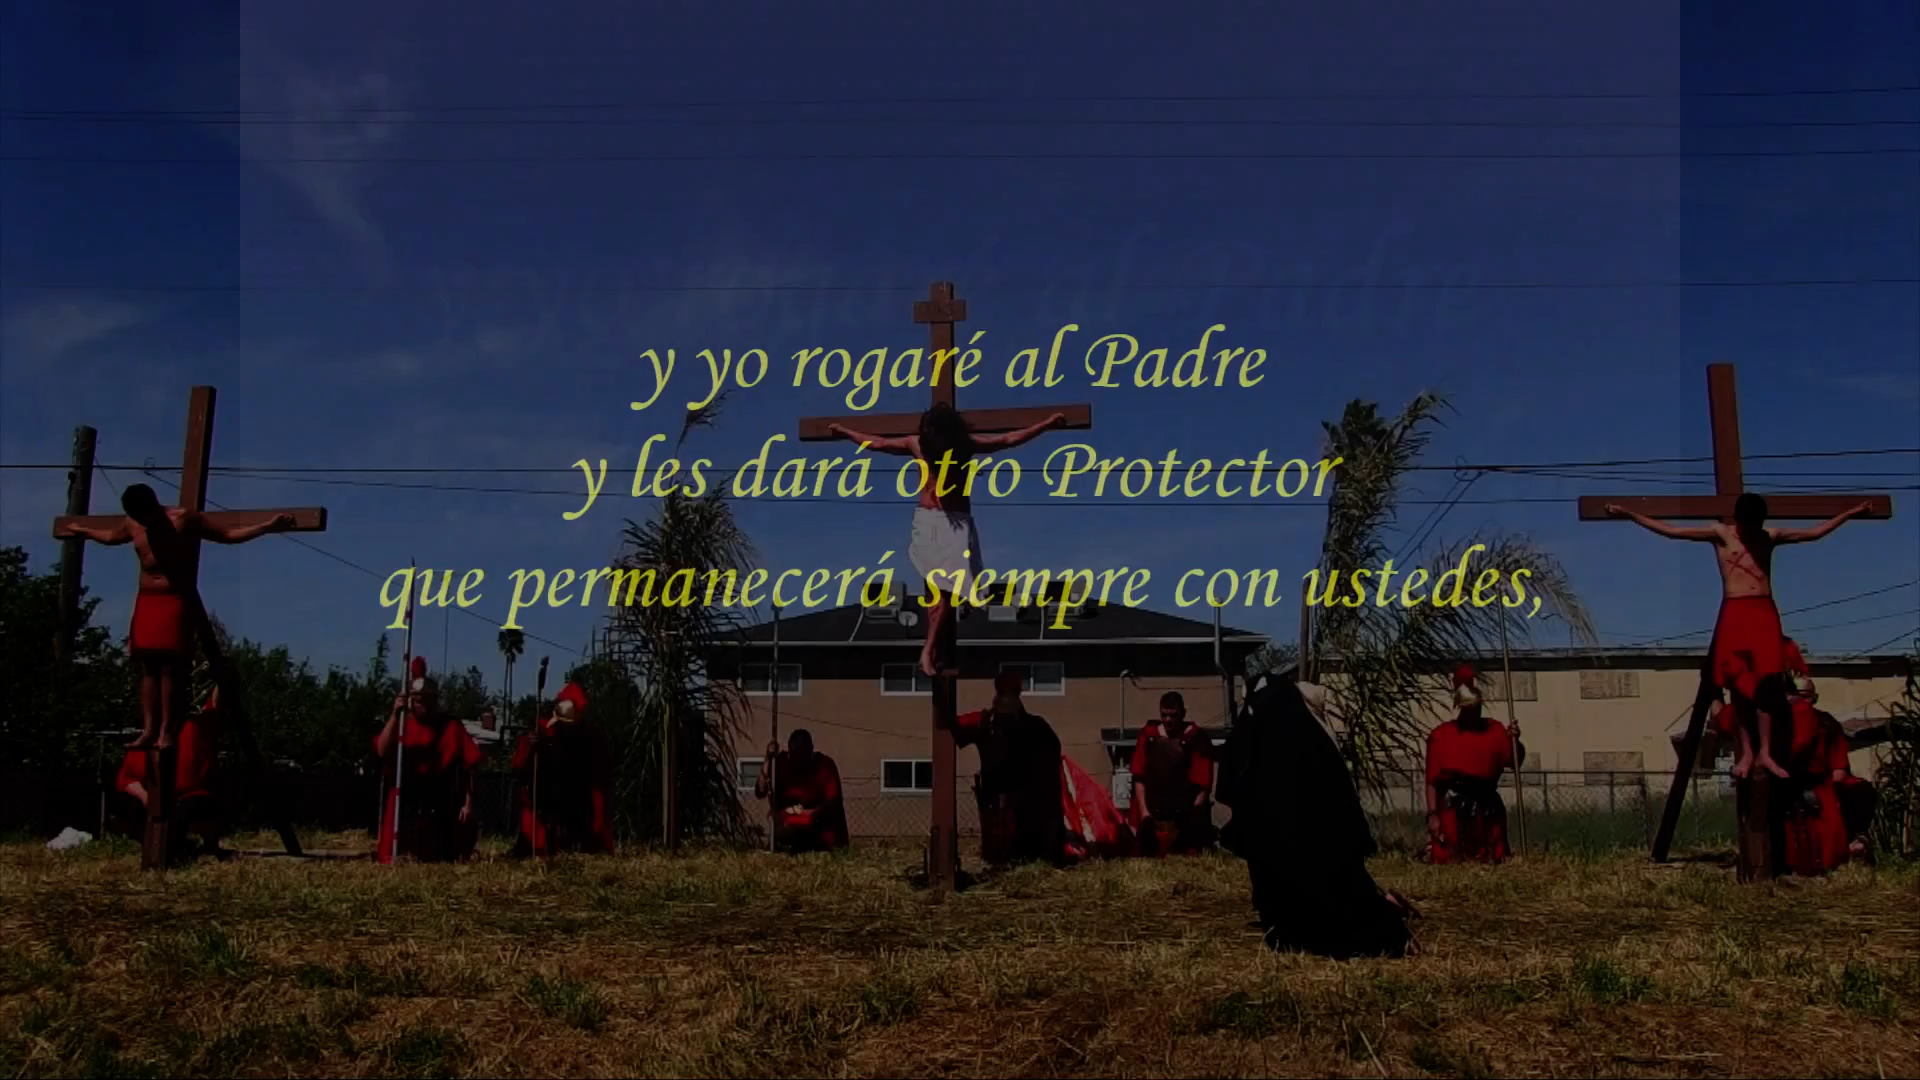 y yo rogaré al Padre
y les dará otro Protector
que permanecerá siempre con ustedes,